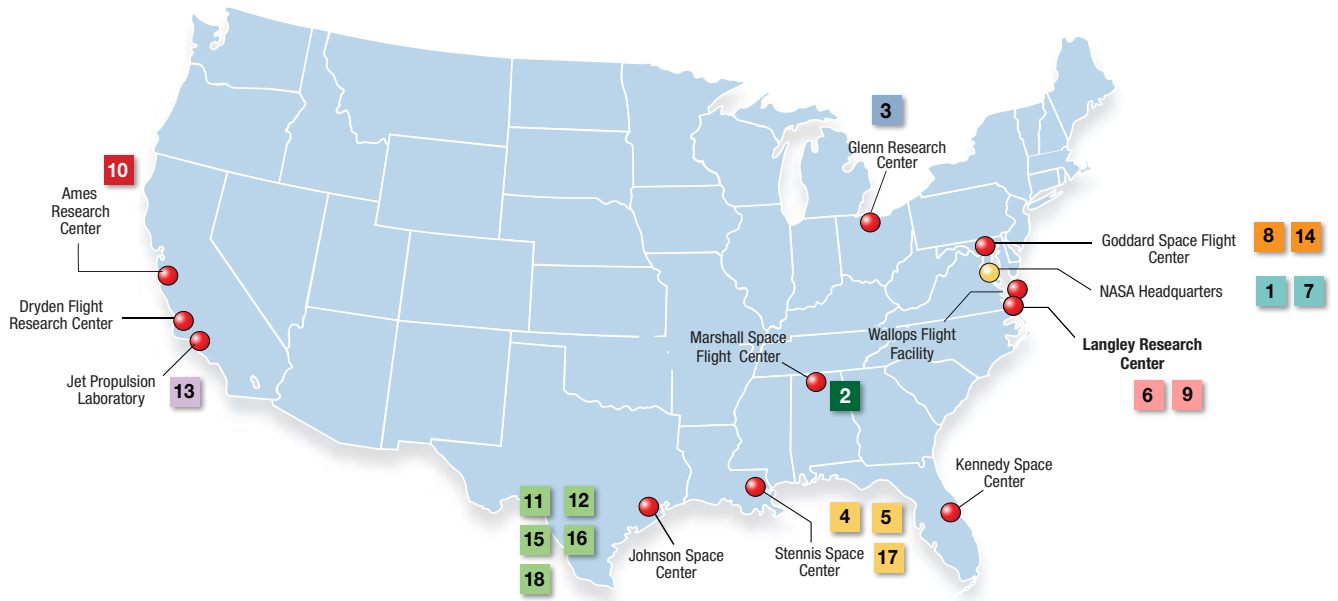 3
Glenn Research
Center
10
Ames
Research
Center
8 14
Goddard Space Flight
Center
1 7
NASA Headquarters
Dryden Flight
Research Center
Wallops Flight
Facility
Marshall Space
Flight Center
Langley Research
Center
6 9
Jet Propulsion
Laboratory
13
2
Kennedy Space
Center
11 12
15 16
18
Johnson Space
Center
4 5
17
Stennis Space
Center